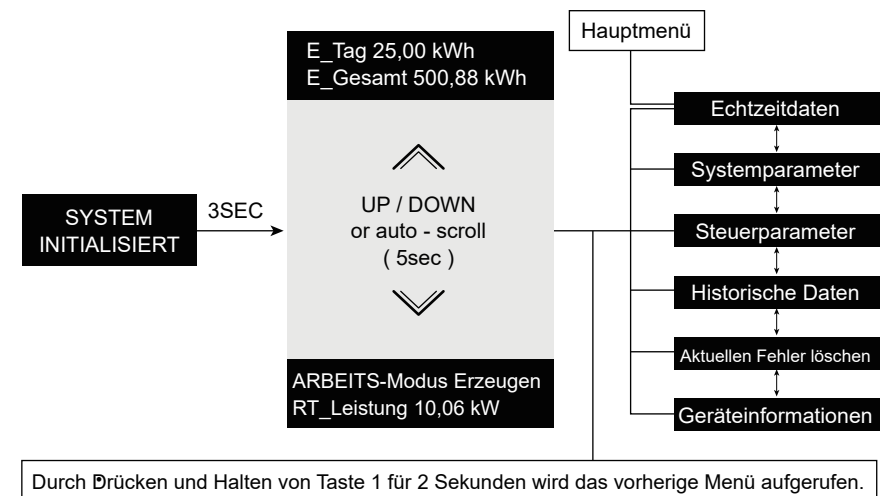 Hauptmenü
E_Tag 25,00 kWh
E_Gesamt 500,88 kWh
Echtzeitdaten
Systemparameter
SYSTEM
INITIALISIERT
3SEC
UP / DOWN
or auto - scroll
( 5sec )
Steuerparameter
Historische Daten
Aktuellen Fehler löschen
ARBEITS-Modus Erzeugen
RT_Leistung 10,06 kW
Geräteinformationen
Durch Drücken und Halten von Taste 1 für 2 Sekunden wird das vorherige Menü aufgerufen.